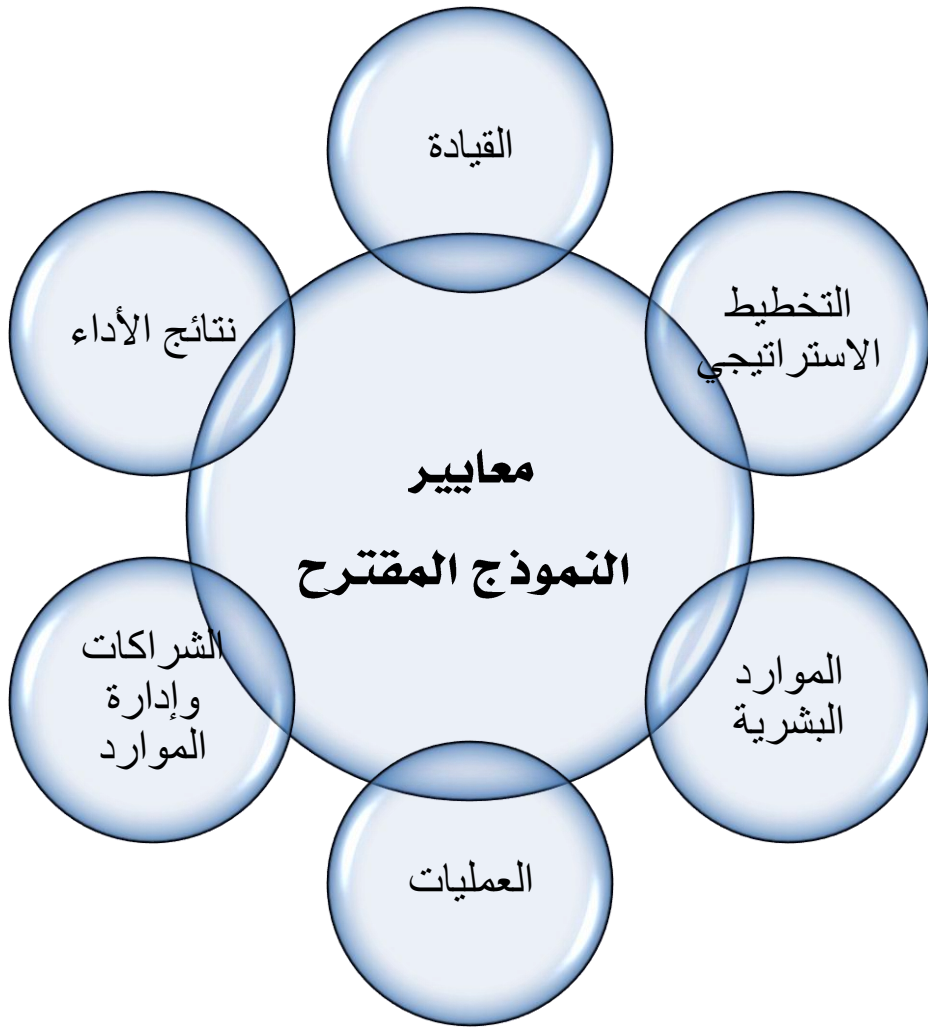 القيادة
التخطيط
الاستراتيجي
الموارد
البشرية
العمليات
الشراكات
وإدارة
الموارد
نتائج الأداء
معايير
النموذج المقترح